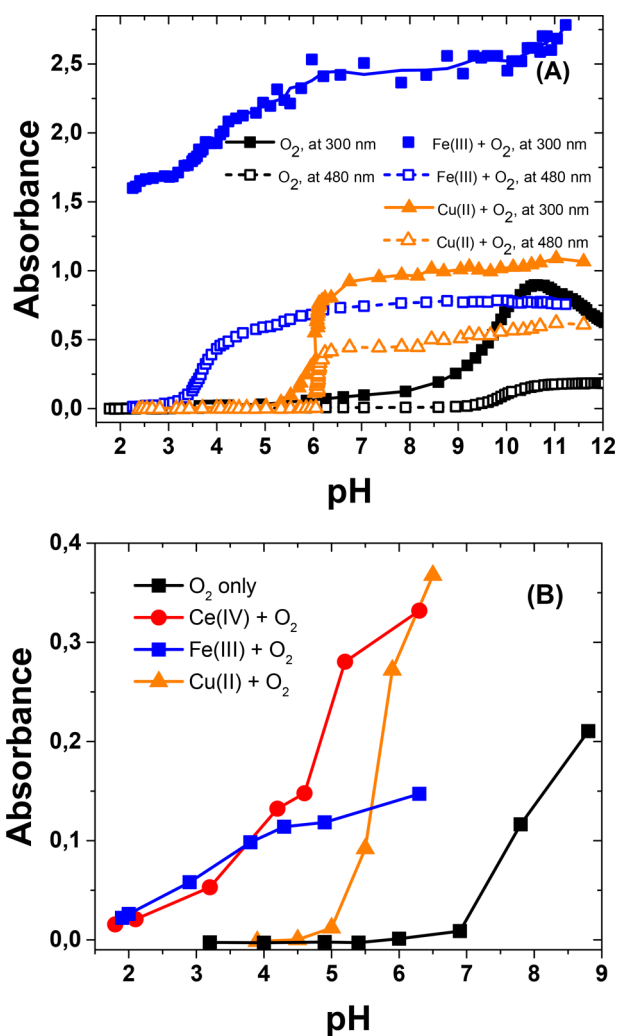 (A)
2,5
2,0
1,5
1,0
0,5
0,0
Absorbance
O2, at 300 nm
O2, at 480 nm
Fe(III) + O2, at 300 nm
Fe(III) + O2, at 480 nm
Cu(II) + O2, at 300 nm
Cu(II) + O2, at 480 nm
2 3 4 5 6 7 8 9 10 11 12
pH
(B)
0,4
0,3
0,2
0,1
0,0
Absorbance
O2 only
Ce(IV) + O2
Fe(III) + O2
Cu(II) + O2
2 3 4 5 6 7 8 9
pH